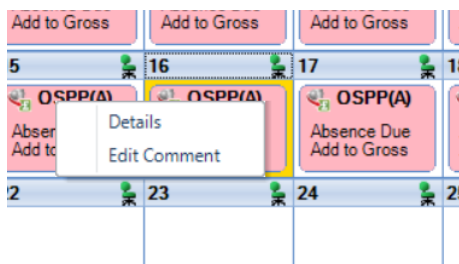 Add to Gross
Add to Gross
Add to Gross
5
16
17
OSPP(A)
OSPP(A)
OSPP(A)
Details
Edit Comment
Absence Due
Add to Gross
23
24